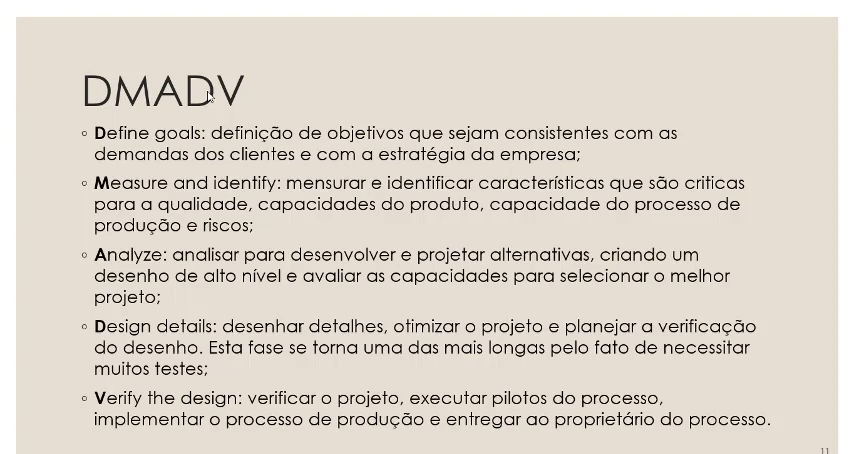 DMADV
◦ Define goals: definição de objetivos que sejam consistentes com as
demandas dos clientes e com a estratégia da empresa;
◦ Measure and identify: mensurar e identificar características que são criticas
para a qualidade, capacidades do produto, capacidade do processo de
produção e riscos;
◦ Analyze: analisar para desenvolver e projetar alternativas, criando um
desenho de alto nível e avaliar as capacidades para selecionar o melhor
projeto;
◦ Design details: desenhar detalhes, otimizar o projeto e planejar a verificação
do desenho. Esta fase se torna uma das mais longas pelo fato de necessitar
muitos testes;
◦ Verify the design: verificar o projeto, executar pilotos do processo,
implementar o processo de produção e entregar ao proprietário do processo.
11